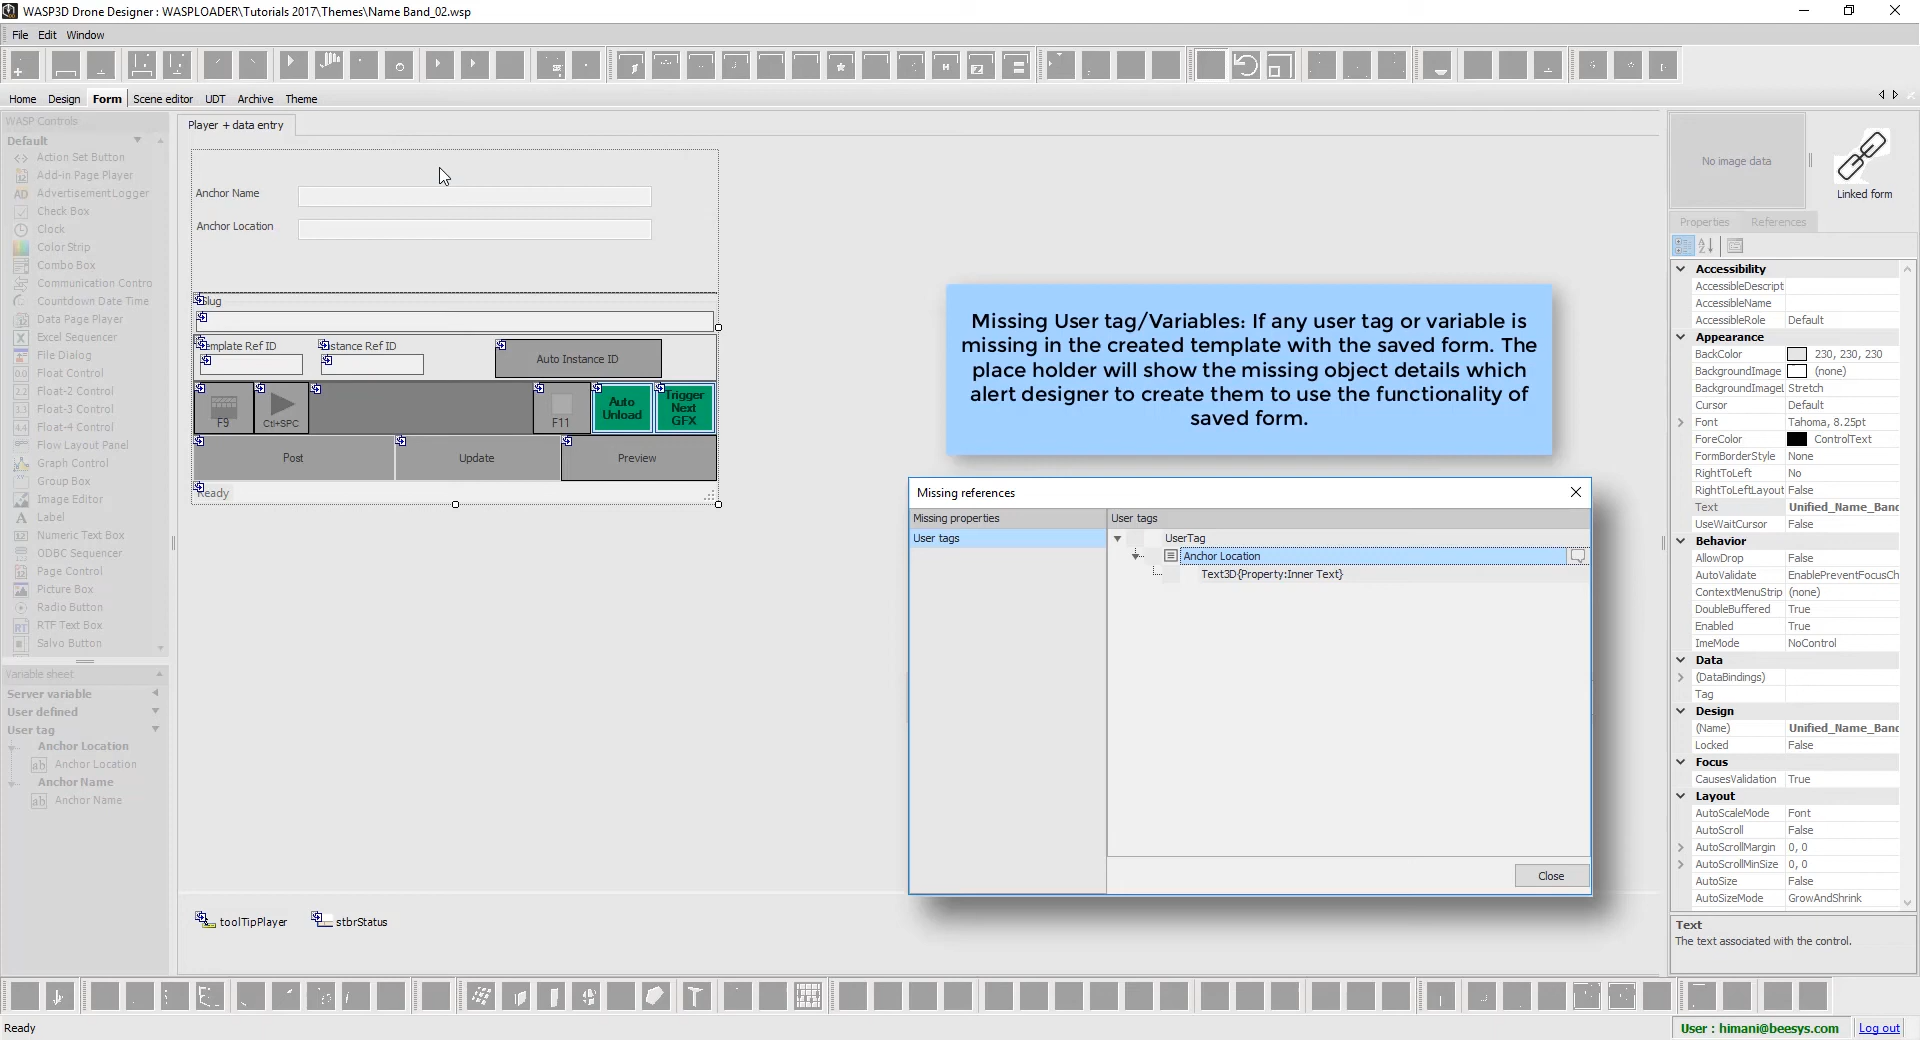 WASP3D Drone Designer : WASPLOADER\Tutorials 2017\Themes\Name Band_02.wsp
File Edit Window
Home Design Form Scene editor UDT Archive Theme
WASP Controls
Default
Action Set Button
Add-in Page Player
AdvertisementLogger
Check Box
Clock
Color Strip
Combo Box
Communication Contro
Countdown Date Time
Data Page Player
Excel Sequencer
File Dialog
Float Control
Float-2 Control
Float-3 Control
Float-4 Control
Flow Layout Panel
Graph Control
Group Box
Image Editor
Label
Numeric Text Box
ODBC Sequencer
Page Control
Picture Box
Radio Button
RTF Text Box
Salvo Button
Variable sheet
Server variable
User defined
User tag
Anchor Location
Anchor Location
Anchor Name
Anchor Name
Player + data entry
Anchor Name
Anchor Location
Slug
Template Ref ID
Instance Ref ID
Auto Instance ID
F9
Ctl+SPC
F11
Auto
Unload
Trigger
Next
GFX
Post
Update
Preview
Ready
toolTipPlayer
stbrStatus
Missing User tag/Variables: If any user tag or variable is
missing in the created template with the saved form. The
place holder will show the missing object details which
alert designer to create them to use the functionality of
saved form.
Missing references
Missing properties
User tags
User tags
UserTag
Anchor Location
Text3D{Property:Inner Text}
Close
No image data
Linked form
Properties References
Accessibility
AccessibleDescript
AccessibleName
AccessibleRole Default
Appearance
BackColor 230, 230, 230
BackgroundImage (none)
BackgroundImageL Stretch
Cursor Default
Font Tahoma, 8.25pt
ForeColor ControlText
FormBorderStyle None
RightToLeft No
RightToLeftLayout False
Text Unified_Name_Band
UseWaitCursor False
Behavior
AllowDrop False
AutoValidate EnablePreventFocusCh
ContextMenuStrip (none)
DoubleBuffered True
Enabled True
ImeMode NoControl
Data
(DataBindings)
Tag
Design
(Name) Unified_Name_Band
Locked False
Focus
CausesValidation True
Layout
AutoScaleMode Font
AutoScroll False
AutoScrollMargin 0, 0
AutoScrollMinSize 0, 0
AutoSize False
AutoSizeMode GrowAndShrink
Text
The text associated with the control.
Ready
User : himani@beesys.com Log out